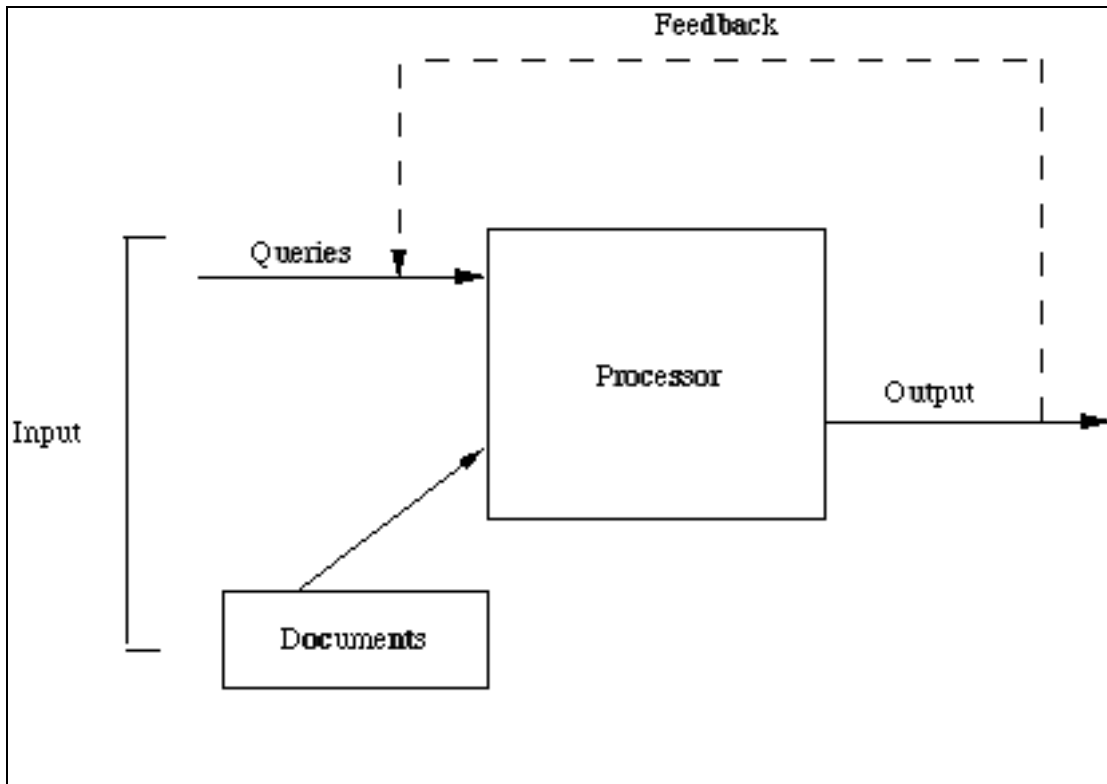 Feedback
Queries
Processor
Output
Input
Documents